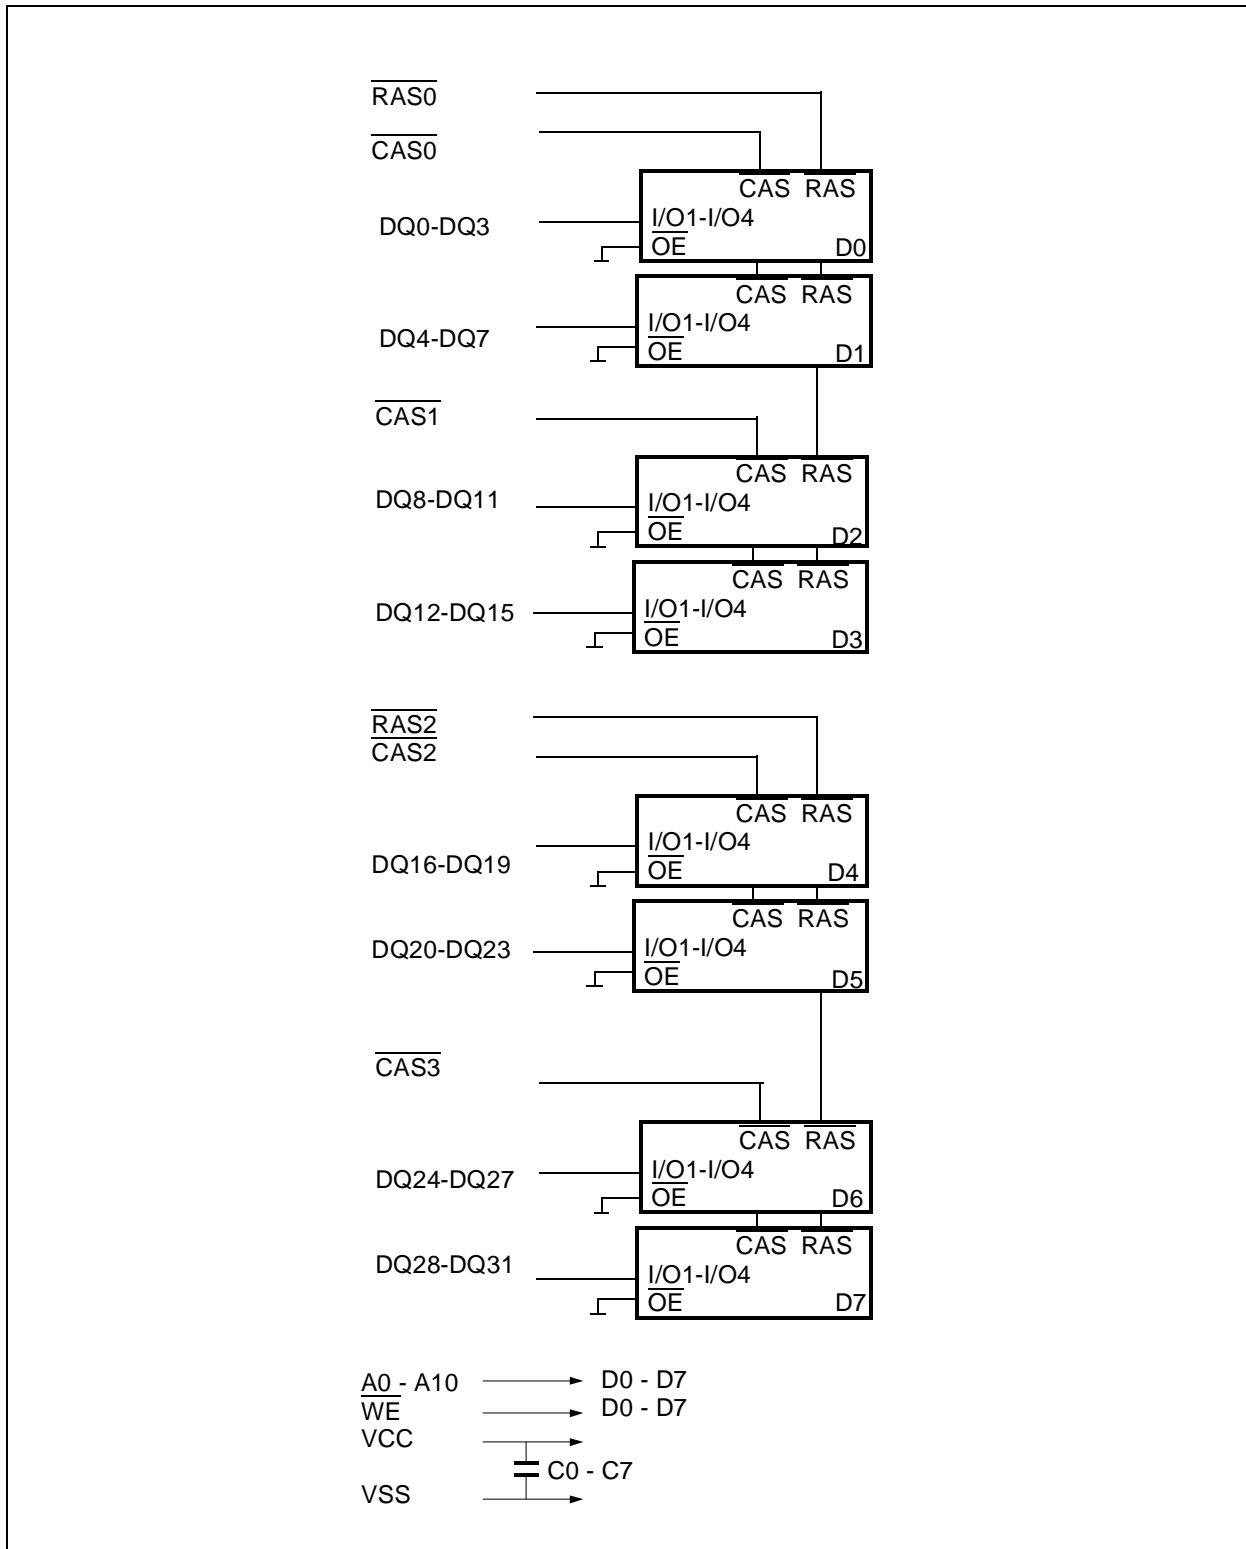 RAS0
CAS0
CAS RAS
DQ0-DQ3 I/O1-I/O4
OE D0
CAS RAS
DQ4-DQ7 I/O1-I/O4
OE D1
CAS1
CAS RAS
DQ8-DQ11 I/O1-I/O4
OE D2
CAS RAS
DQ12-DQ15 I/O1-I/O4
OE D3
RAS2
CAS2
CAS RAS
DQ16-DQ19 I/O1-I/O4
OE D4
CAS RAS
DQ20-DQ23 I/O1-I/O4
OE D5
CAS3
CAS RAS
DQ24-DQ27 I/O1-I/O4
OE D6
CAS RAS
DQ28-DQ31 I/O1-I/O4
OE D7
A0 - A10 D0 - D7
WE D0 - D7
VCC
C0 - C7
VSS